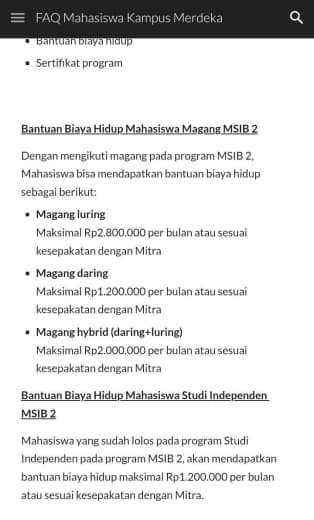 FAQ Mahasiswa Kampus Merdeka
Bantuan biaya hidup
Sertifikat program
Bantuan Biaya Hidup Mahasiswa Magang MSIB 2
Dengan mengikuti magang pada program MSIB 2,
Mahasiswa bisa mendapatkan bantuan biaya hidup
sebagai berikut:
Magang luring
Maksimal Rp2.800.000 per bulan atau sesuai
kesepakatan dengan Mitra
Magang daring
Maksimal Rp1.200.000 per bulan atau sesuai
kesepakatan dengan Mitra
Magang hybrid (daring+luring)
Maksimal Rp2.000.000 per bulan atau sesuai
kesepakatan dengan Mitra
Bantuan Biaya Hidup Mahasiswa Studi Independen
MSIB 2
Mahasiswa yang sudah lolos pada program Studi
Independen pada program MSIB 2, akan mendapatkan
bantuan biaya hidup maksimal Rp1.200.000 per bulan
atau sesuai kesepakatan dengan Mitra.